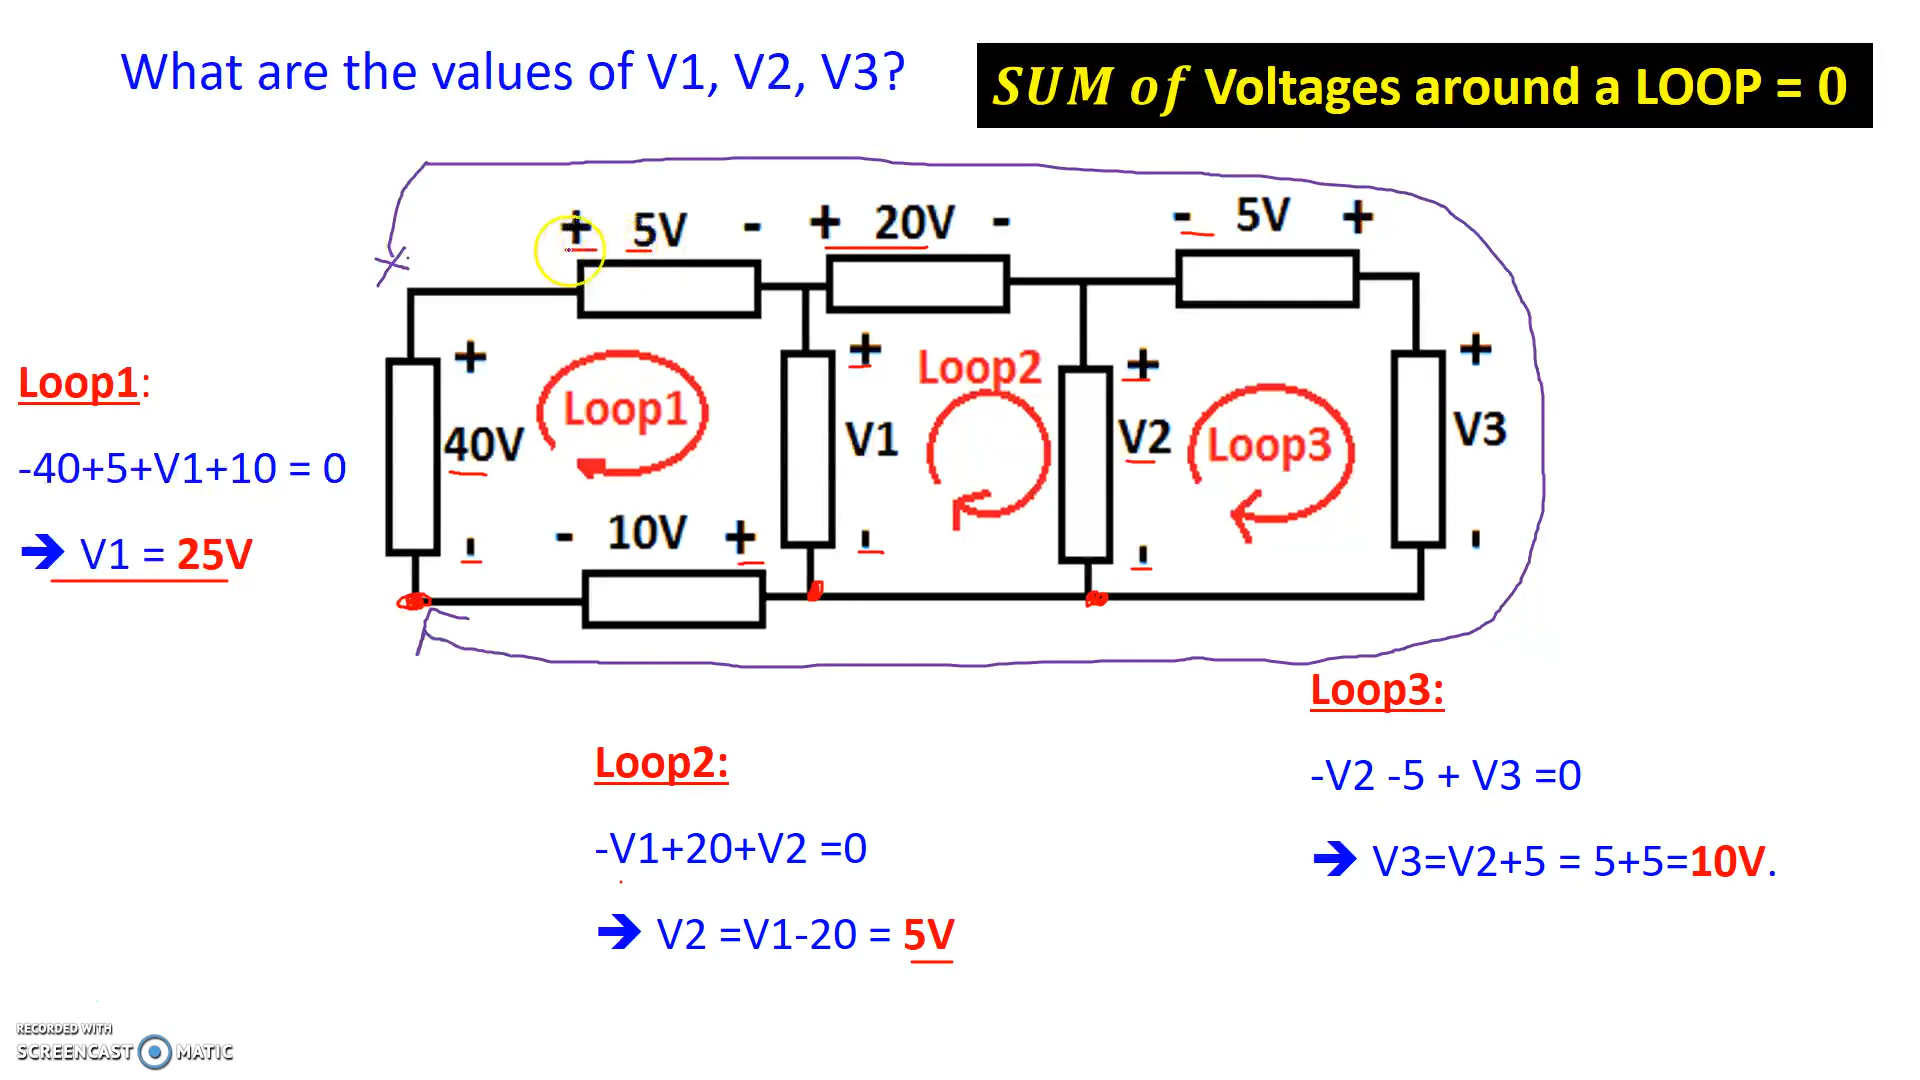 What are the values of V1, V2, V3?
SUM of Voltages around a LOOP = 0
+ 5V - + 20V - - 5V +
Loop1:
-40+5+V1+10 = 0
➔ V1 = 25V
+
40V
-
Loop1
- 10V +
+
V1
-
Loop2
+
V2
-
Loop3
+
V3
-
Loop2:
-V1+20+V2 =0
➔ V2 =V1-20 = 5V
Loop3:
-V2 -5 + V3 =0
➔ V3=V2+5 = 5+5=10V.
RECORDED WITH
SCREENCAST MATIC